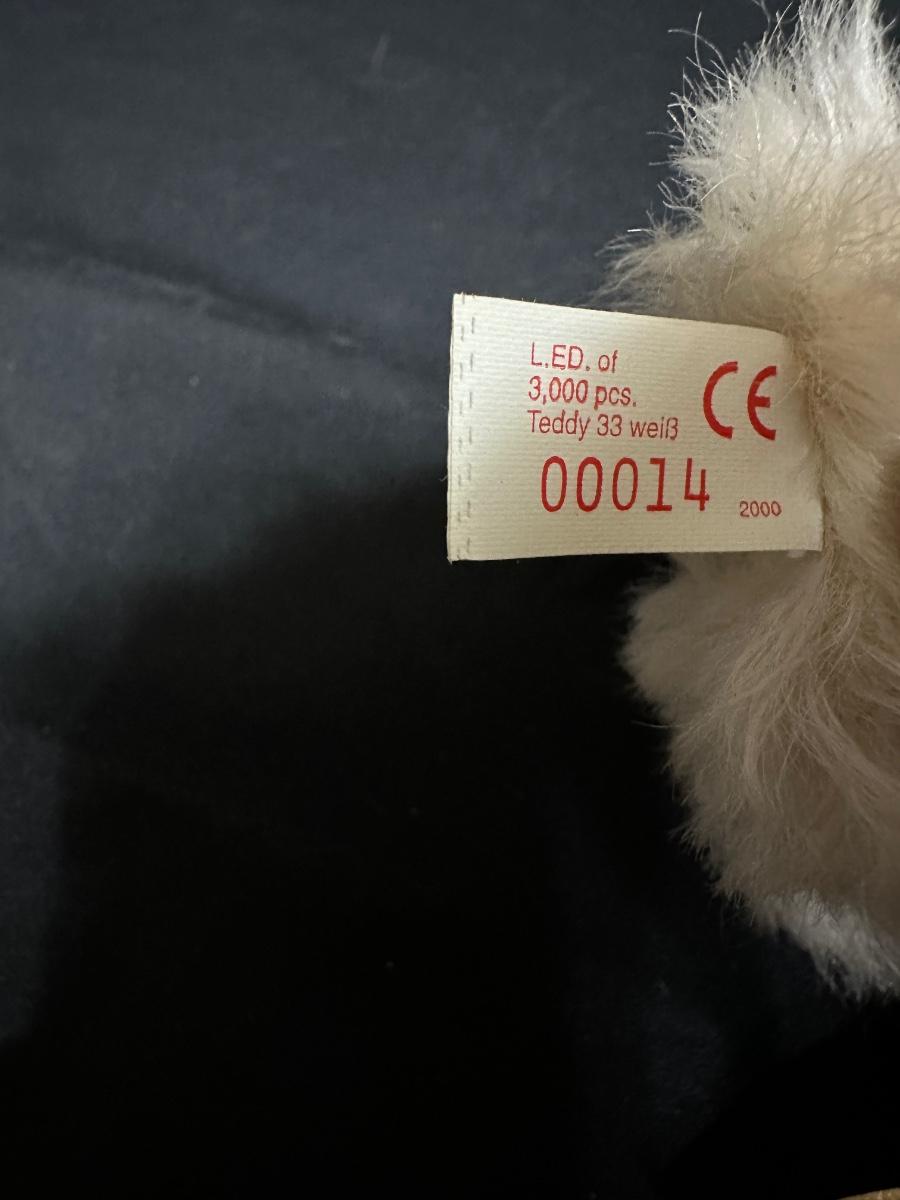 L.ED. of
3,000 pcs.
Teddy 33 weiß
CE
00014
2000